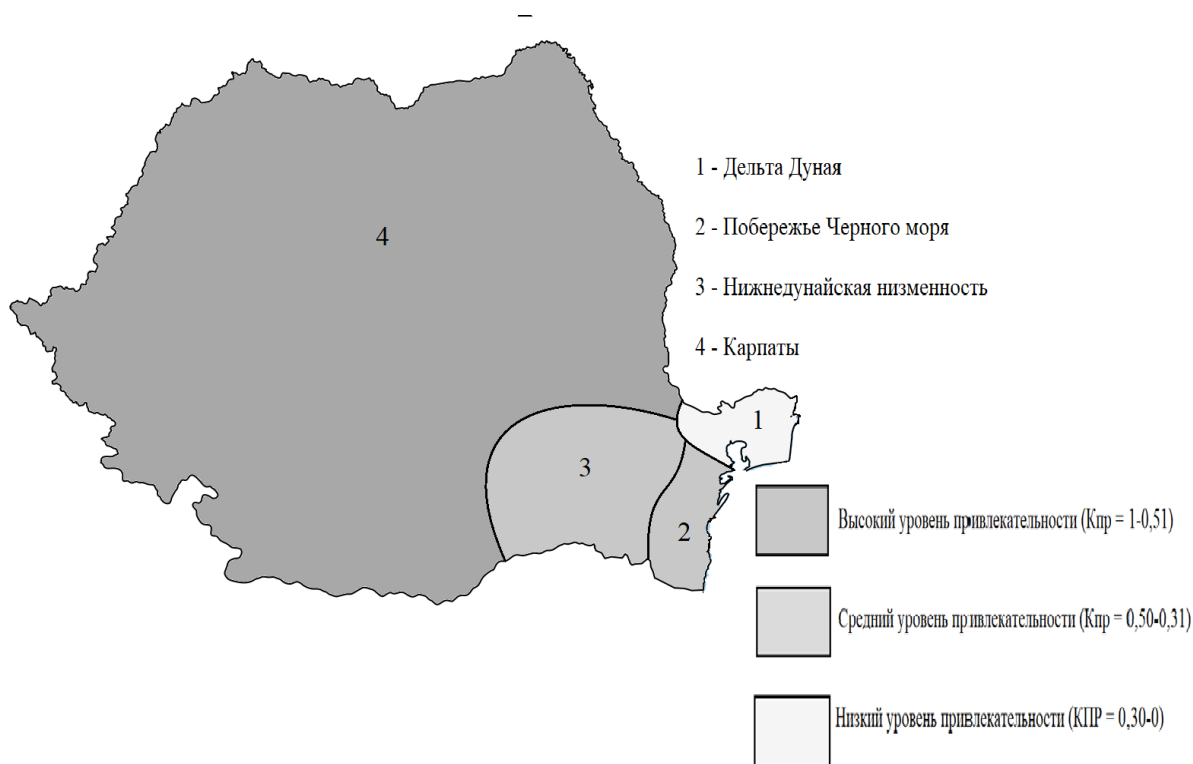 1 - Дельта Дуная
2 - Побережье Черного моря
3 - Нижнедунайская низменность
4 - Карпаты
4
1
3
2
Высокий уровень привлекательности (Кпр = 1-0,51)
Средний уровень привлекательности (Кпр = 0,50-0,31)
Низкий уровень привлекательности (КПР = 0,30-0)